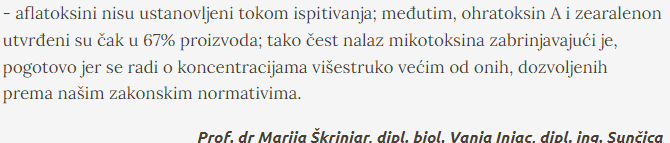 - aflatoksini nisu ustanovljeni tokom ispitivanja; međutim, ohratoksin A i zearalenon
utvrđeni su čak u 67% proizvoda; tako čest nalaz mikotoksina zabrinjavajući je,
pogotovo jer se radi o koncentracijama višestruko većim od onih, dozvoljenih
prema našim zakonskim normativima.
Prof. dr Marija Škrinjar, dipl. biol. Vanja Injac, dipl. ing. Sunčica